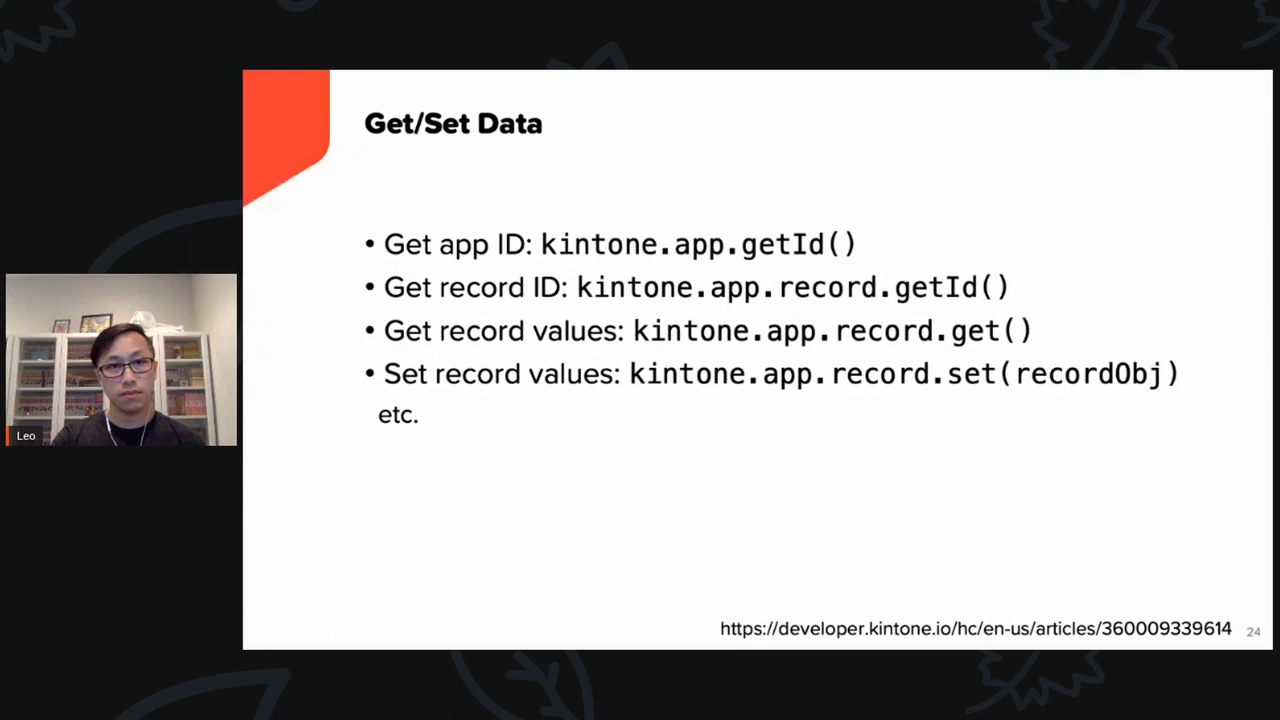 Get/Set Data
• Get app ID: kintone.app.getId()
• Get record ID: kintone.app.record.getId()
• Get record values: kintone.app.record.get()
• Set record values: kintone.app.record.set(recordObj)
etc.
Leo
https://developer.kintone.io/hc/en-us/articles/360009339614
24